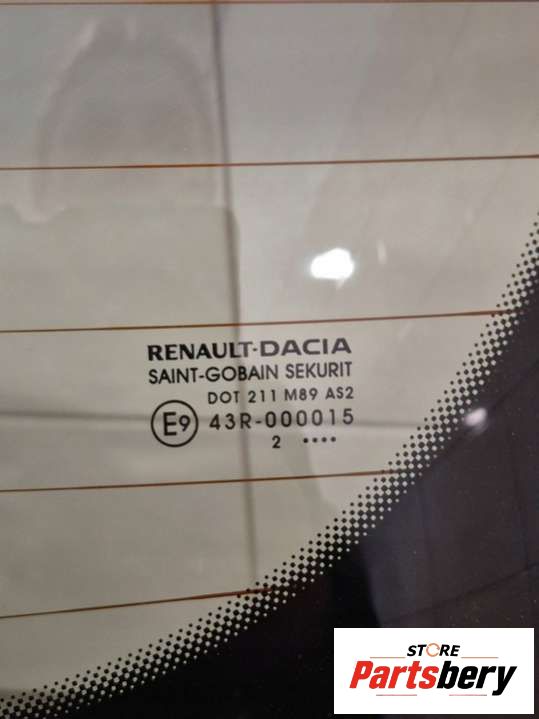 RENAULT-DACIA
SAINT-GOBAIN SEKURIT
DOT 211 M89 AS2
E9 43R-000015
2 ••••
STORE
Partsbery